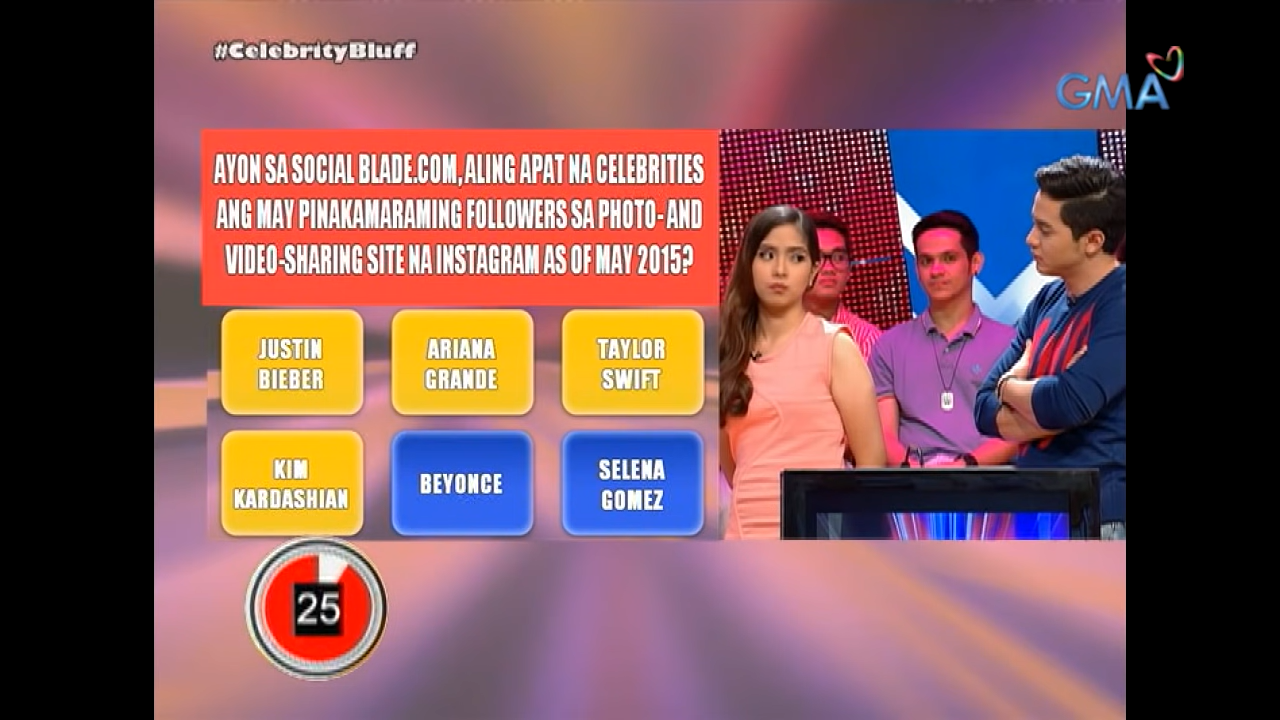 #CelebrityBluff
GMA
AYON SA SOCIAL BLADE.COM, ALING APAT NA CELEBRITIES
ANG MAY PINAKAMARAMING FOLLOWERS SA PHOTO- AND
VIDEO-SHARING SITE NA INSTAGRAM AS OF MAY 2015?
JUSTIN
BIEBER
ARIANA
GRANDE
TAYLOR
SWIFT
KIM
KARDASHIAN
BEYONCE
SELENA
GOMEZ
25